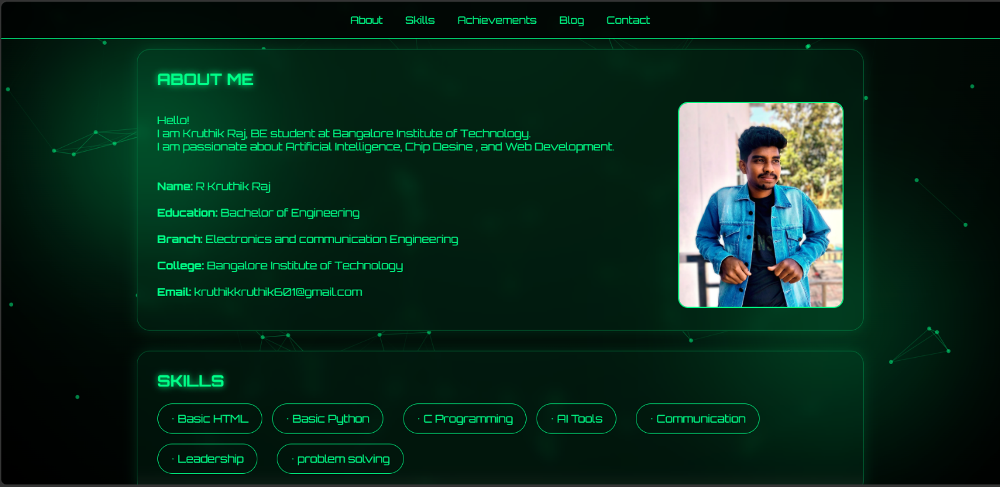 About Skills Achievements Blog Contact
ABOUT ME
Hello!
I am Kruthik Raj, BE student at Bangalore Institute of Technology.
I am passionate about Artificial Intelligence, Chip Desine , and Web Development.
Name: R Kruthik Raj
Education: Bachelor of Engineering
Branch: Electronics and communication Engineering
College: Bangalore Institute of Technology
Email: kruthikkruthik601@gmail.com
SKILLS
· Basic HTML · Basic Python · C Programming · AI Tools · Communication
· Leadership · problem solving